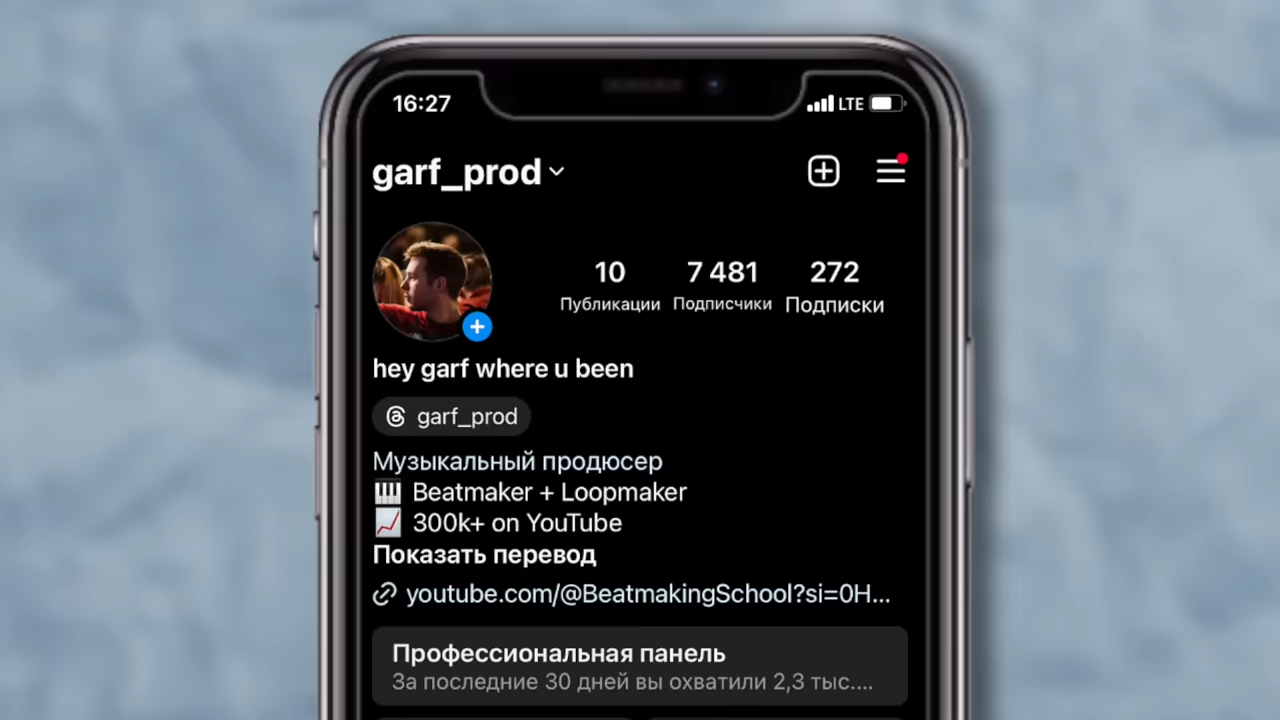 16:27 LTE
garf_prod
10 7 481 272
Публикации Подписчики Подписки
hey garf where u been
garf_prod
Музыкальный продюсер
🎹 Beatmaker + Loopmaker
📈 300k+ on YouTube
Показать перевод
youtube.com/@BeatmakingSchool?si=0H...
Профессиональная панель
За последние 30 дней вы охватили 2,3 тыс....